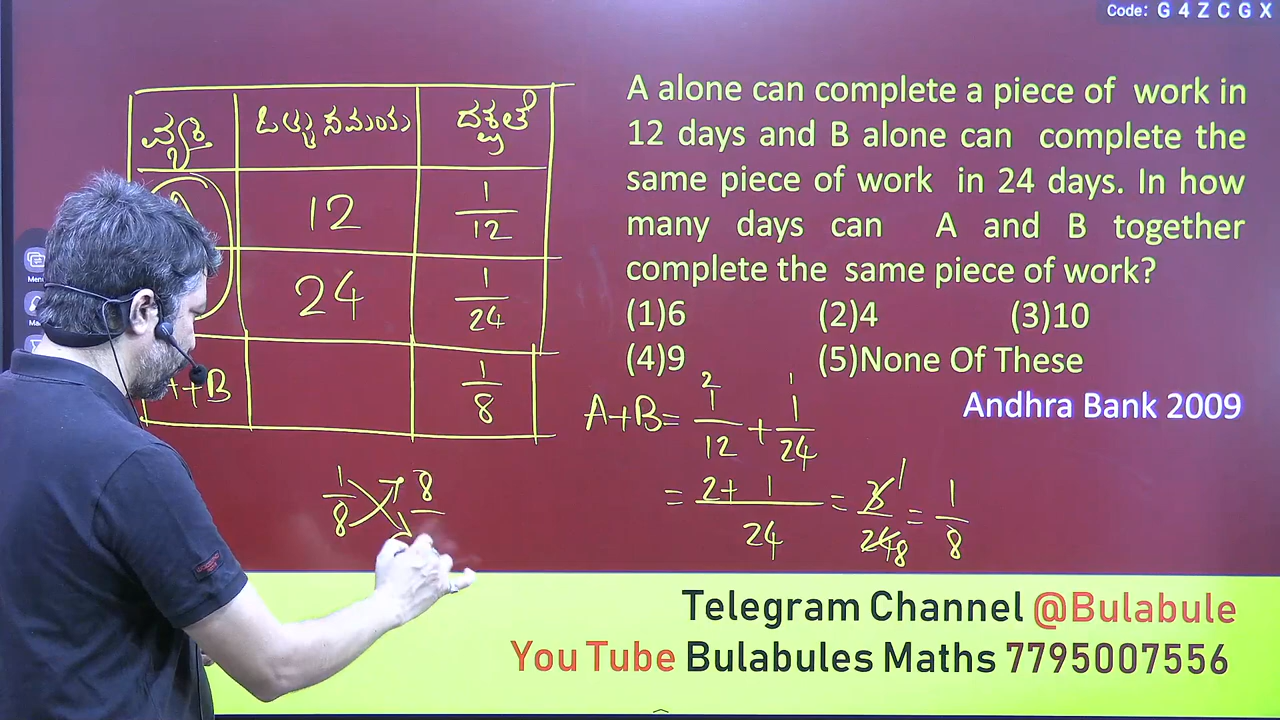 Code: G 4 Z C G X
ವ್ಯಕ್ತಿ ಒಟ್ಟು ಸಮಯ ದಕ್ಷತೆ
12 1/12
24 1/24
A+B 1/8
1/8 8/
A alone can complete a piece of work in
12 days and B alone can complete the
same piece of work in 24 days. In how
many days can A and B together
complete the same piece of work?
(1)6 (2)4 (3)10
(4)9 (5)None Of These
Andhra Bank 2009
2 1
A+B= 1/12 + 1/24
= 2+ 1/24 = 3/24 1 8 = 1/8
Telegram Channel @Bulabule
You Tube Bulabules Maths 7795007556